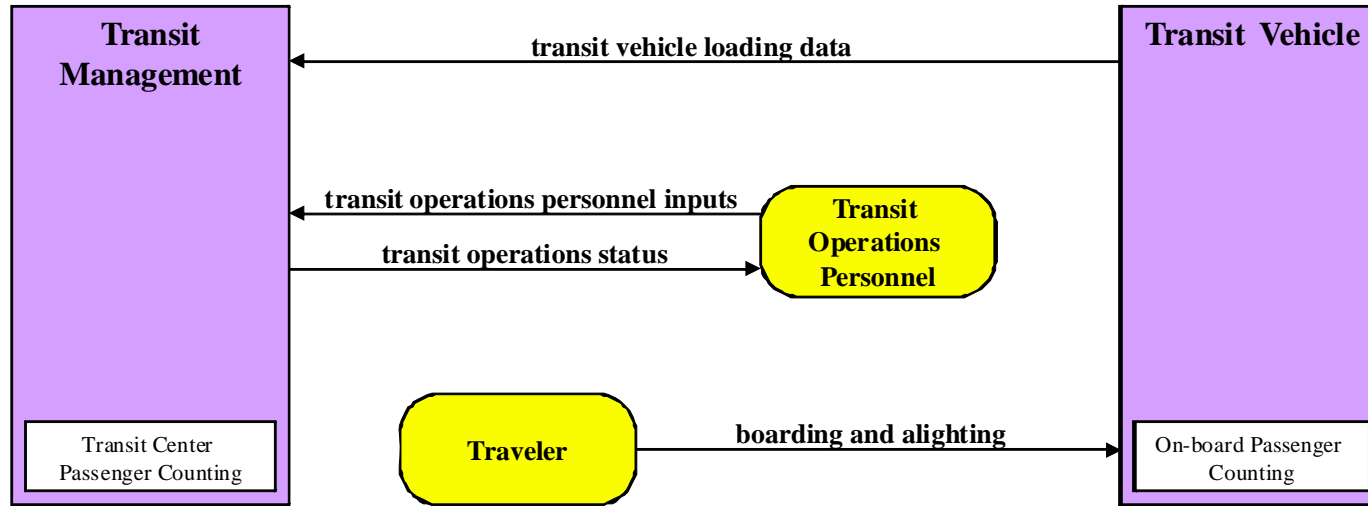 Transit
Management
transit vehicle loading data
Transit Vehicle
transit operations personnel inputs
transit operations status
Transit
Operations
Personnel
Transit Center
Passenger Counting
Traveler
boarding and alighting
On-board Passenger
Counting